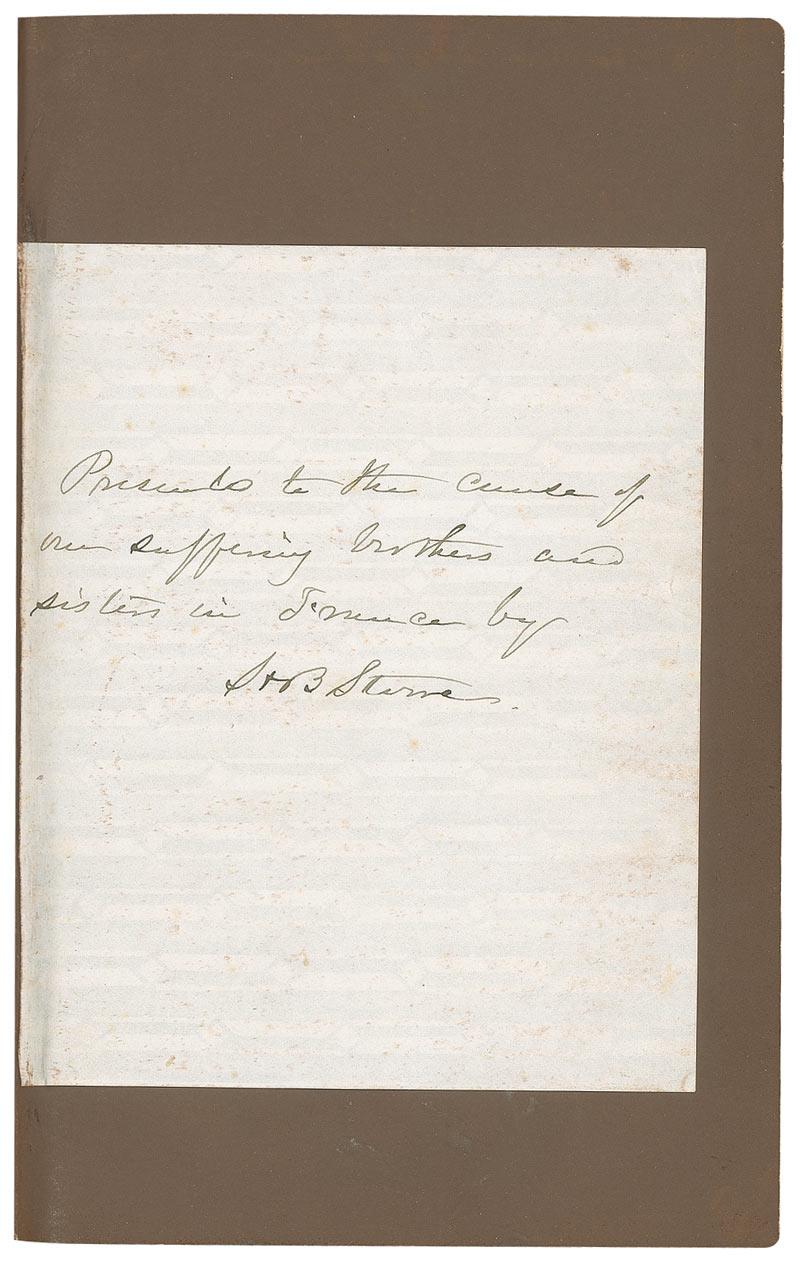 Presented to the cause of
our suffering brothers and
sisters in France by
H B Stowe.